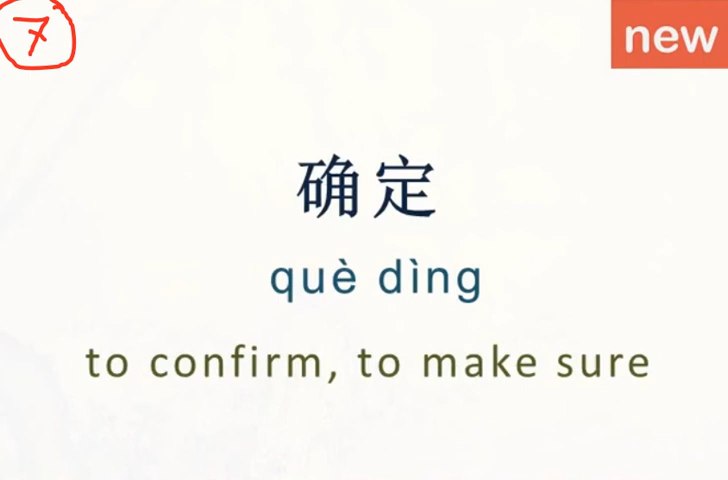 7
new
确定
què dìng
to confirm, to make sure